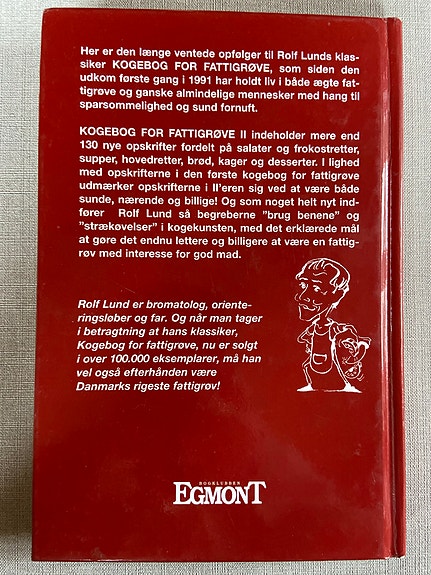 Her er den længe ventede opfølger til Rolf Lunds klas-
siker KOGEBOG FOR FATTIGRØVE, som siden den
udkom første gang i 1991 har holdt liv i både ægte fat-
tigrøve og ganske almindelige mennesker med hang til
sparsommelighed og sund fornuft.
KOGEBOG FOR FATTIGRØVE II indeholder mere end
130 nye opskrifter fordelt på salater og frokostretter,
supper, hovedretter, brød, kager og desserter. I lighed
med opskrifterne i den første kogebog for fattigrøve
udmærker opskrifterne i II'eren sig ved at være både
sunde, nærende og billige! Og som noget helt nyt ind-
fører Rolf Lund så begreberne "brug benene" og
"strækøvelser" i kogekunsten, med det erklærede mål
at gøre det endnu lettere og billigere at være en fattig-
røv med interesse for god mad.
Rolf Lund er bromatolog, oriente-
ringsløber og far. Og når man tager
i betragtning at hans klassiker,
Kogebog for fattigrøve, nu er solgt
i over 100.000 eksemplarer, må han
vel også efterhånden være
Danmarks rigeste fattigrøv!
BOGKLUBBEN
EGMONT